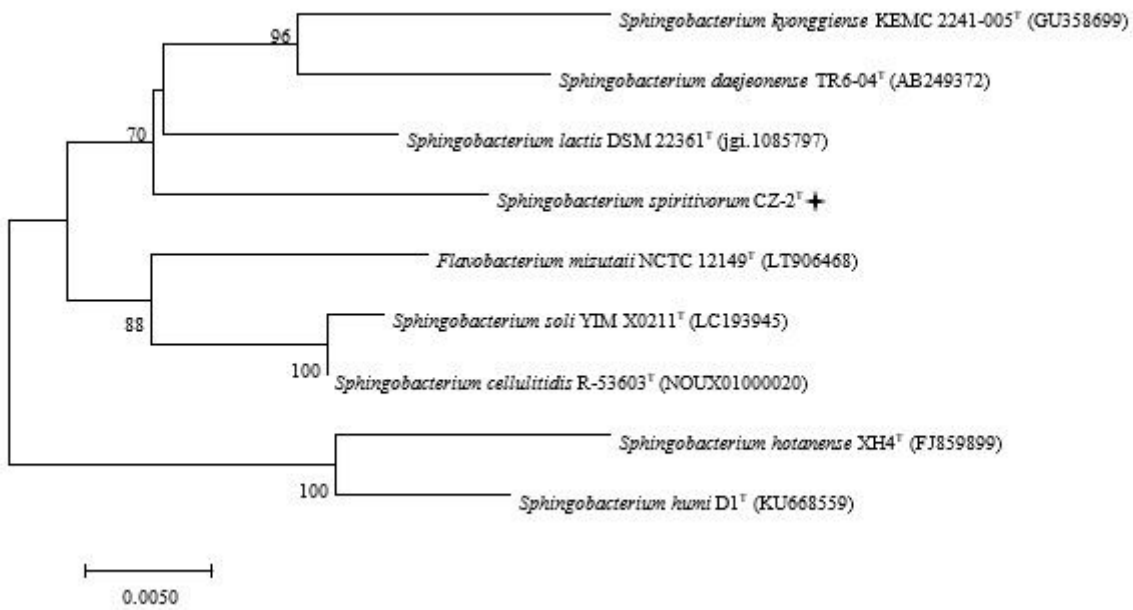 Sphingobacterium kyonggiense KEMC 2241-005ᵀ (GU358699)
96
Sphingobacterium daejeonense TR6-04ᵀ (AB249372)
70
Sphingobacterium lactis DSM 22361ᵀ (jgi.1085797)
Sphingobacterium spiritivorum CZ-2ᵀ
Flavobacterium mizutaii NCTC 12149ᵀ (LT906468)
88
Sphingobacterium soli YIM X0211ᵀ (LC193945)
100
Sphingobacterium cellulitidis R-53603ᵀ (NOUX01000020)
Sphingobacterium hotanense XH4ᵀ (FJ859899)
100
Sphingobacterium humi D1ᵀ (KU668559)
0.0050